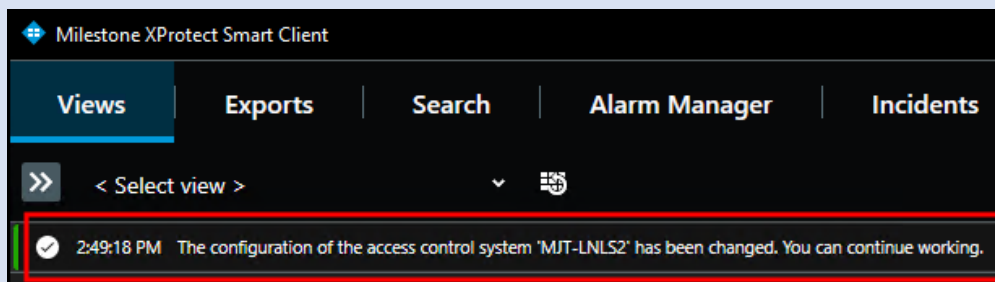 Milestone XProtect Smart Client
Views Exports Search Alarm Manager Incidents
< Select view >
2:49:18 PM The configuration of the access control system 'MJT-LNLS2' has been changed. You can continue working.